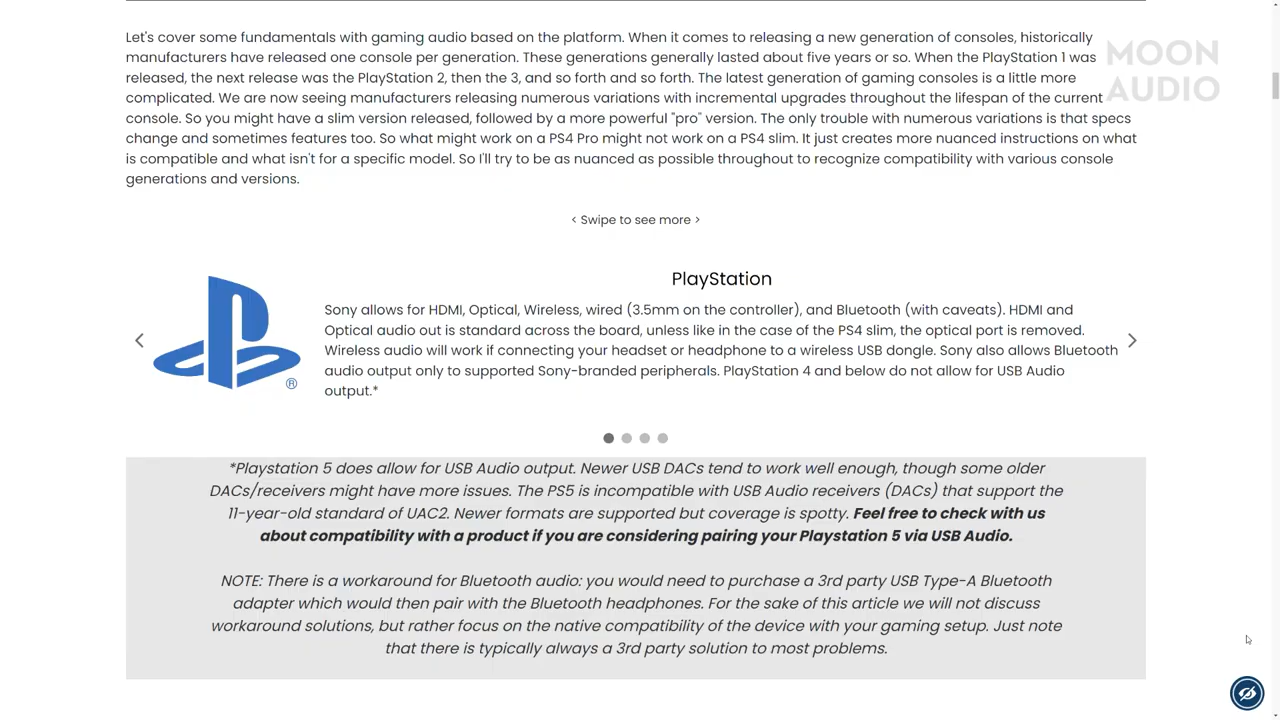 Let's cover some fundamentals with gaming audio based on the platform. When it comes to releasing a new generation of consoles, historically
manufacturers have released one console per generation. These generations generally lasted about five years or so. When the PlayStation 1 was
released, the next release was the PlayStation 2, then the 3, and so forth and so forth. The latest generation of gaming consoles is a little more
complicated. We are now seeing manufacturers releasing numerous variations with incremental upgrades throughout the lifespan of the current
console. So you might have a slim version released, followed by a more powerful "pro" version. The only trouble with numerous variations is that specs
change and sometimes features too. So what might work on a PS4 Pro might not work on a PS4 slim. It just creates more nuanced instructions on what
is compatible and what isn't for a specific model. So I'll try to be as nuanced as possible throughout to recognize compatibility with various console
generations and versions.
MOON
AUDIO
< Swipe to see more >
PlayStation
Sony allows for HDMI, Optical, Wireless, wired (3.5mm on the controller), and Bluetooth (with caveats). HDMI and
Optical audio out is standard across the board, unless like in the case of the PS4 slim, the optical port is removed.
Wireless audio will work if connecting your headset or headphone to a wireless USB dongle. Sony also allows Bluetooth
audio output only to supported Sony-branded peripherals. PlayStation 4 and below do not allow for USB Audio
output.*
®
*Playstation 5 does allow for USB Audio output. Newer USB DACs tend to work well enough, though some older
DACs/receivers might have more issues. The PS5 is incompatible with USB Audio receivers (DACs) that support the
11-year-old standard of UAC2. Newer formats are supported but coverage is spotty. Feel free to check with us
about compatibility with a product if you are considering pairing your Playstation 5 via USB Audio.
NOTE: There is a workaround for Bluetooth audio: you would need to purchase a 3rd party USB Type-A Bluetooth
adapter which would then pair with the Bluetooth headphones. For the sake of this article we will not discuss
workaround solutions, but rather focus on the native compatibility of the device with your gaming setup. Just note
that there is typically always a 3rd party solution to most problems.